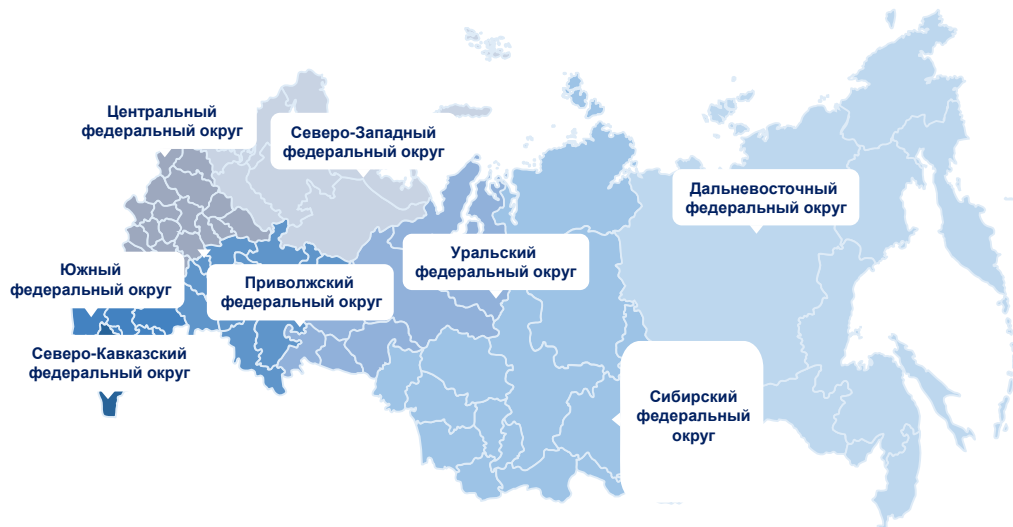 Центральный
федеральный округ
Северо-Западный
федеральный округ
Дальневосточный
федеральный округ
Уральский
федеральный округ
Южный
федеральный округ
Приволжский
федеральный округ
Северо-Кавказский
федеральный округ
Сибирский
федеральный
округ